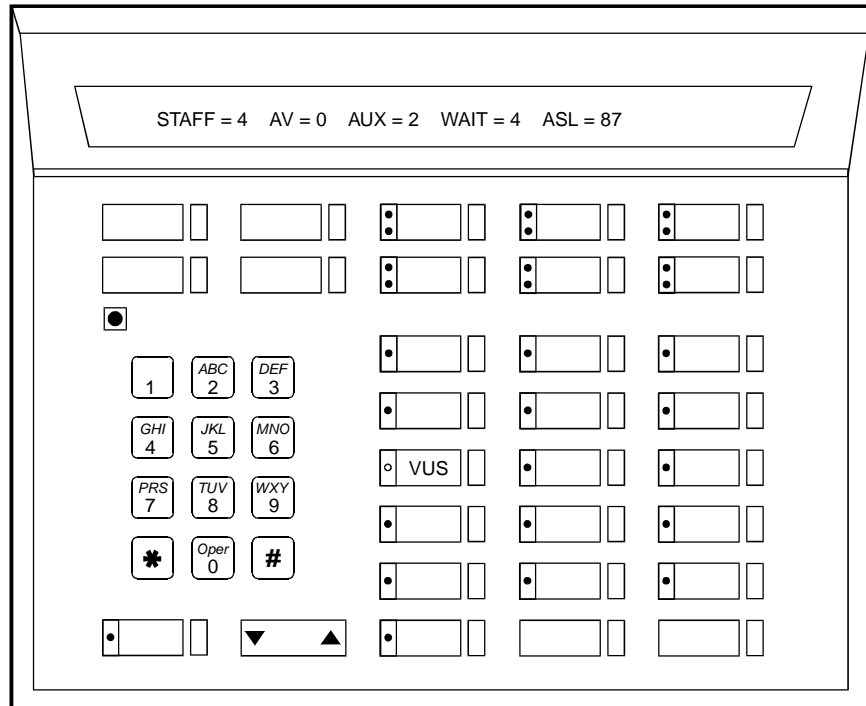 STAFF = 4 AV = 0 AUX = 2 WAIT = 4 ASL = 87
1
ABC
2
DEF
3
GHI
4
JKL
5
MNO
6
VUS
PRS
7
TUV
8
WXY
9
*
Oper
0
#